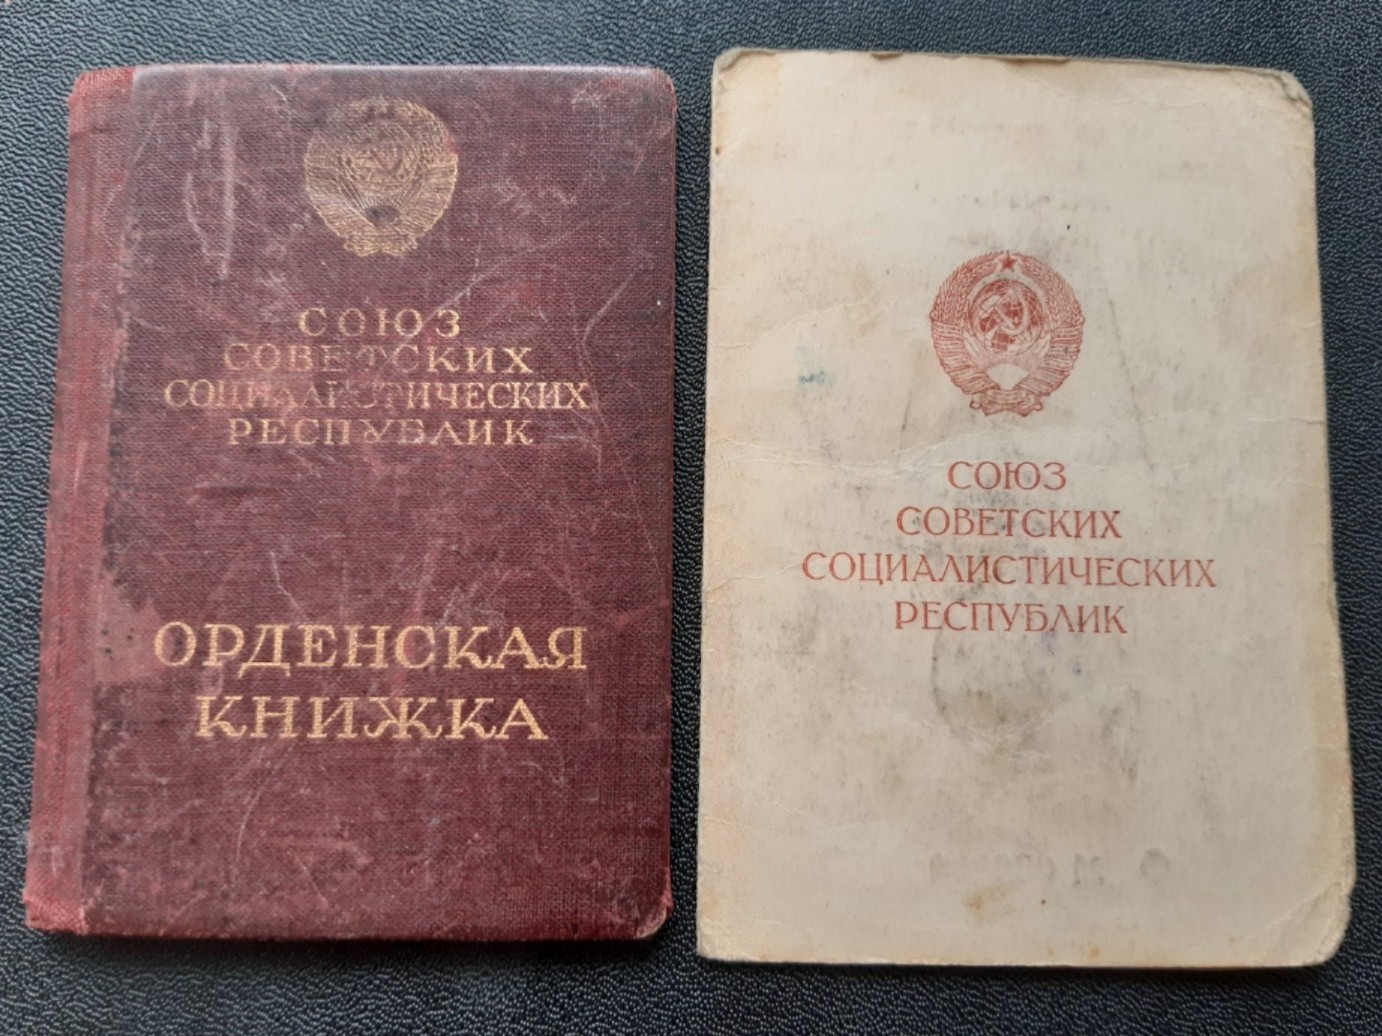 СОЮЗ
СОВЕТСКИХ
СОЦИАЛИСТИЧЕСКИХ
РЕСПУБЛИК
ОРДЕНСКАЯ
КНИЖКА
СОЮЗ
СОВЕТСКИХ
СОЦИАЛИСТИЧЕСКИХ
РЕСПУБЛИК